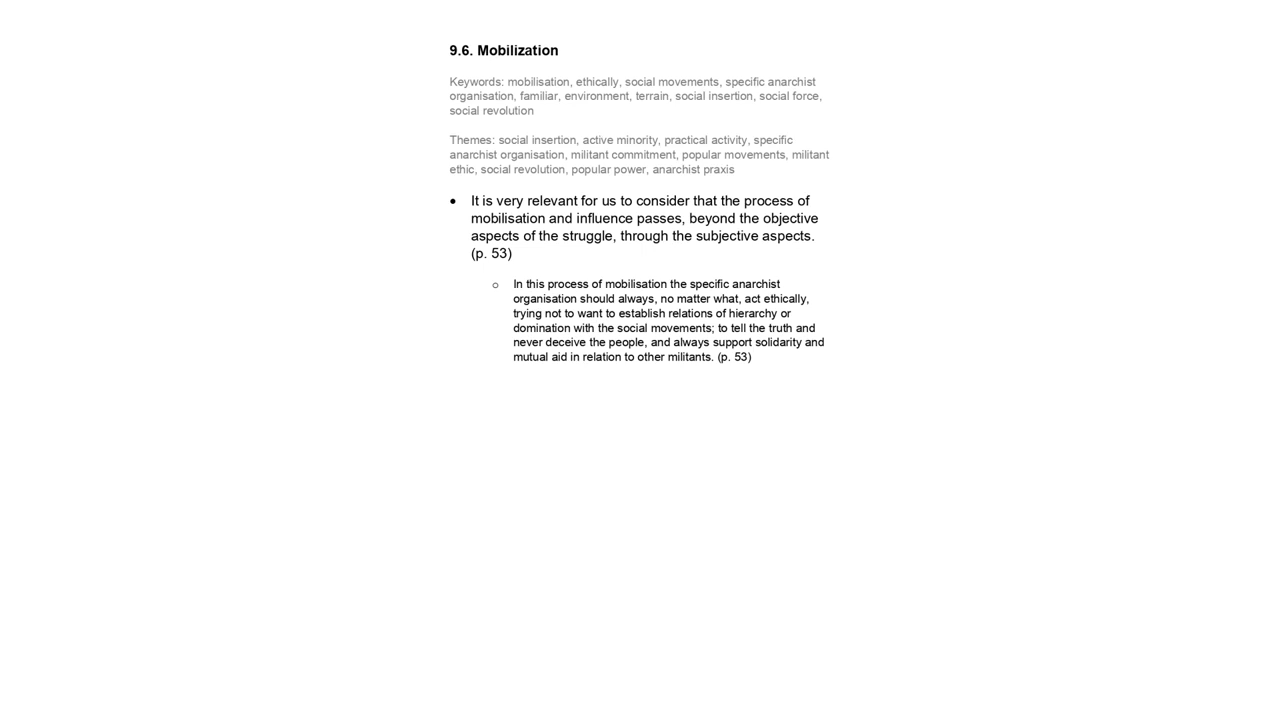 9.6. Mobilization
Keywords: mobilisation, ethically, social movements, specific anarchist
organisation, familiar, environment, terrain, social insertion, social force,
social revolution
Themes: social insertion, active minority, practical activity, specific
anarchist organisation, militant commitment, popular movements, militant
ethic, social revolution, popular power, anarchist praxis
• It is very relevant for us to consider that the process of
mobilisation and influence passes, beyond the objective
aspects of the struggle, through the subjective aspects.
(p. 53)
o In this process of mobilisation the specific anarchist
organisation should always, no matter what, act ethically,
trying not to want to establish relations of hierarchy or
domination with the social movements; to tell the truth and
never deceive the people, and always support solidarity and
mutual aid in relation to other militants. (p. 53)